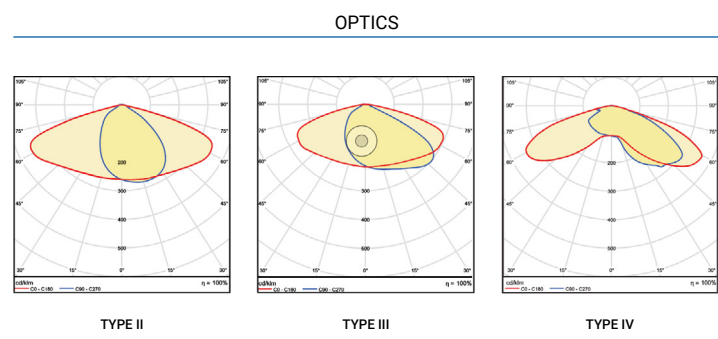 OPTICS
105° 105° 105° 105° 105° 105°
90° 90° 90° 90° 90° 90°
75° 75° 75° 75° 75° 75°
60° 60° 60° 60° 60° 60°
200 200 200
300 300 300
45° 45° 45° 45° 45° 45°
400 400 400
500 500 500
30° 15° 0° 15° 30° 30° 15° 0° 15° 30° 30° 15° 0° 15° 30°
cd/klm η = 100% cd/klm η = 100% cd/klm η = 100%
C0 - C180 C90 - C270 C0 - C180 C90 - C270 C0 - C180 C90 - C270
TYPE II TYPE III TYPE IV